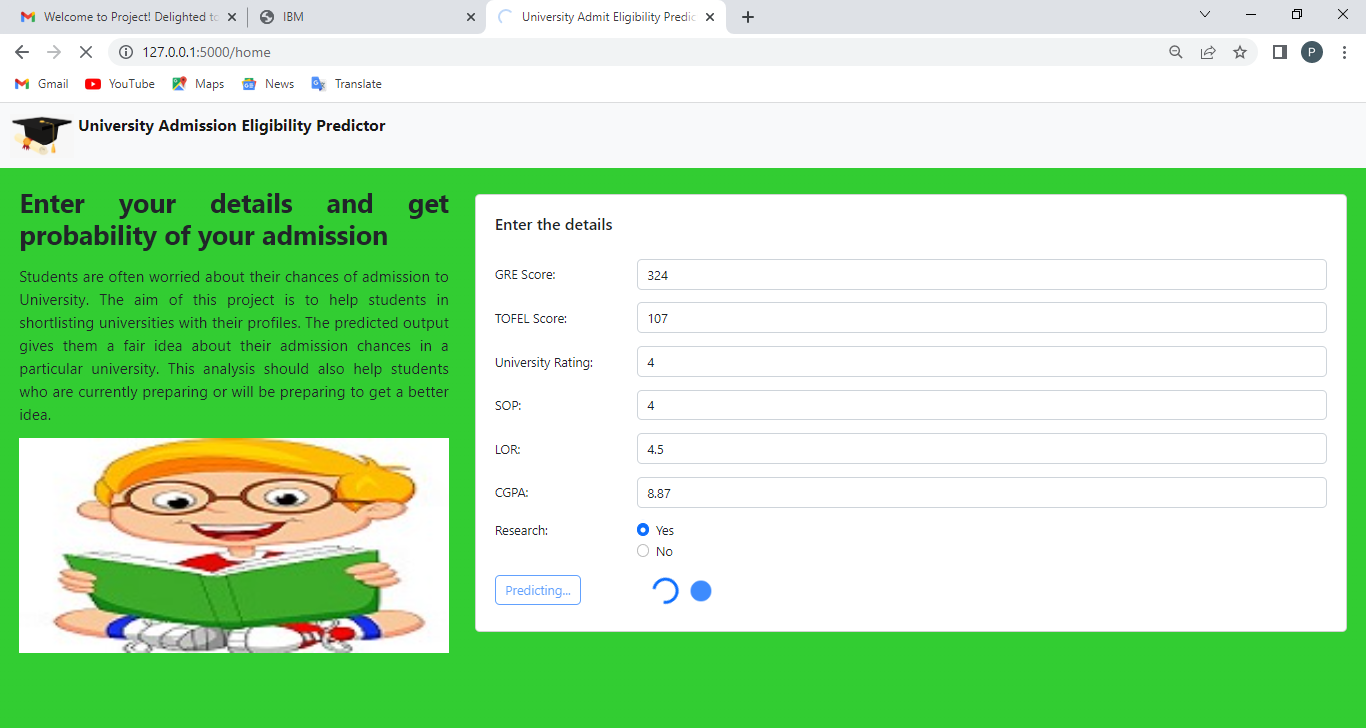 Welcome to Project! Delighted to
IBM
University Admit Eligibility Predic
127.0.0.1:5000/home
P
Gmail
YouTube
Maps
News
Translate
University Admission Eligibility Predictor
Enter your details and get
probability of your admission
Students are often worried about their chances of admission to
University. The aim of this project is to help students in
shortlisting universities with their profiles. The predicted output
gives them a fair idea about their admission chances in a
particular university. This analysis should also help students
who are currently preparing or will be preparing to get a better
idea.
Enter the details
GRE Score: 324
TOFEL Score: 107
University Rating: 4
SOP: 4
LOR: 4.5
CGPA: 8.87
Research: Yes
No
Predicting...